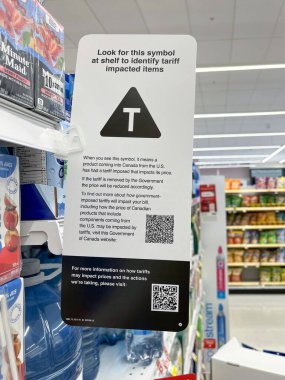 Minute
Maid
Look for this symbol
at shelf to identify tariff
impacted items
T
When you see this symbol, it means a
product coming into Canada from the U.S.
has had a tariff imposed that impacts its price.
If the tariff is removed by the Government
the price will be reduced accordingly.
To find out more about how government-
imposed tariffs will impact your bill,
including how the price of Canadian
products that include
components coming from
the U.S. may be impacted by
tariffs, visit this Government
of Canada website:
For more information on how tariffs
may impact prices and the actions
we're taking, please visit:
stream